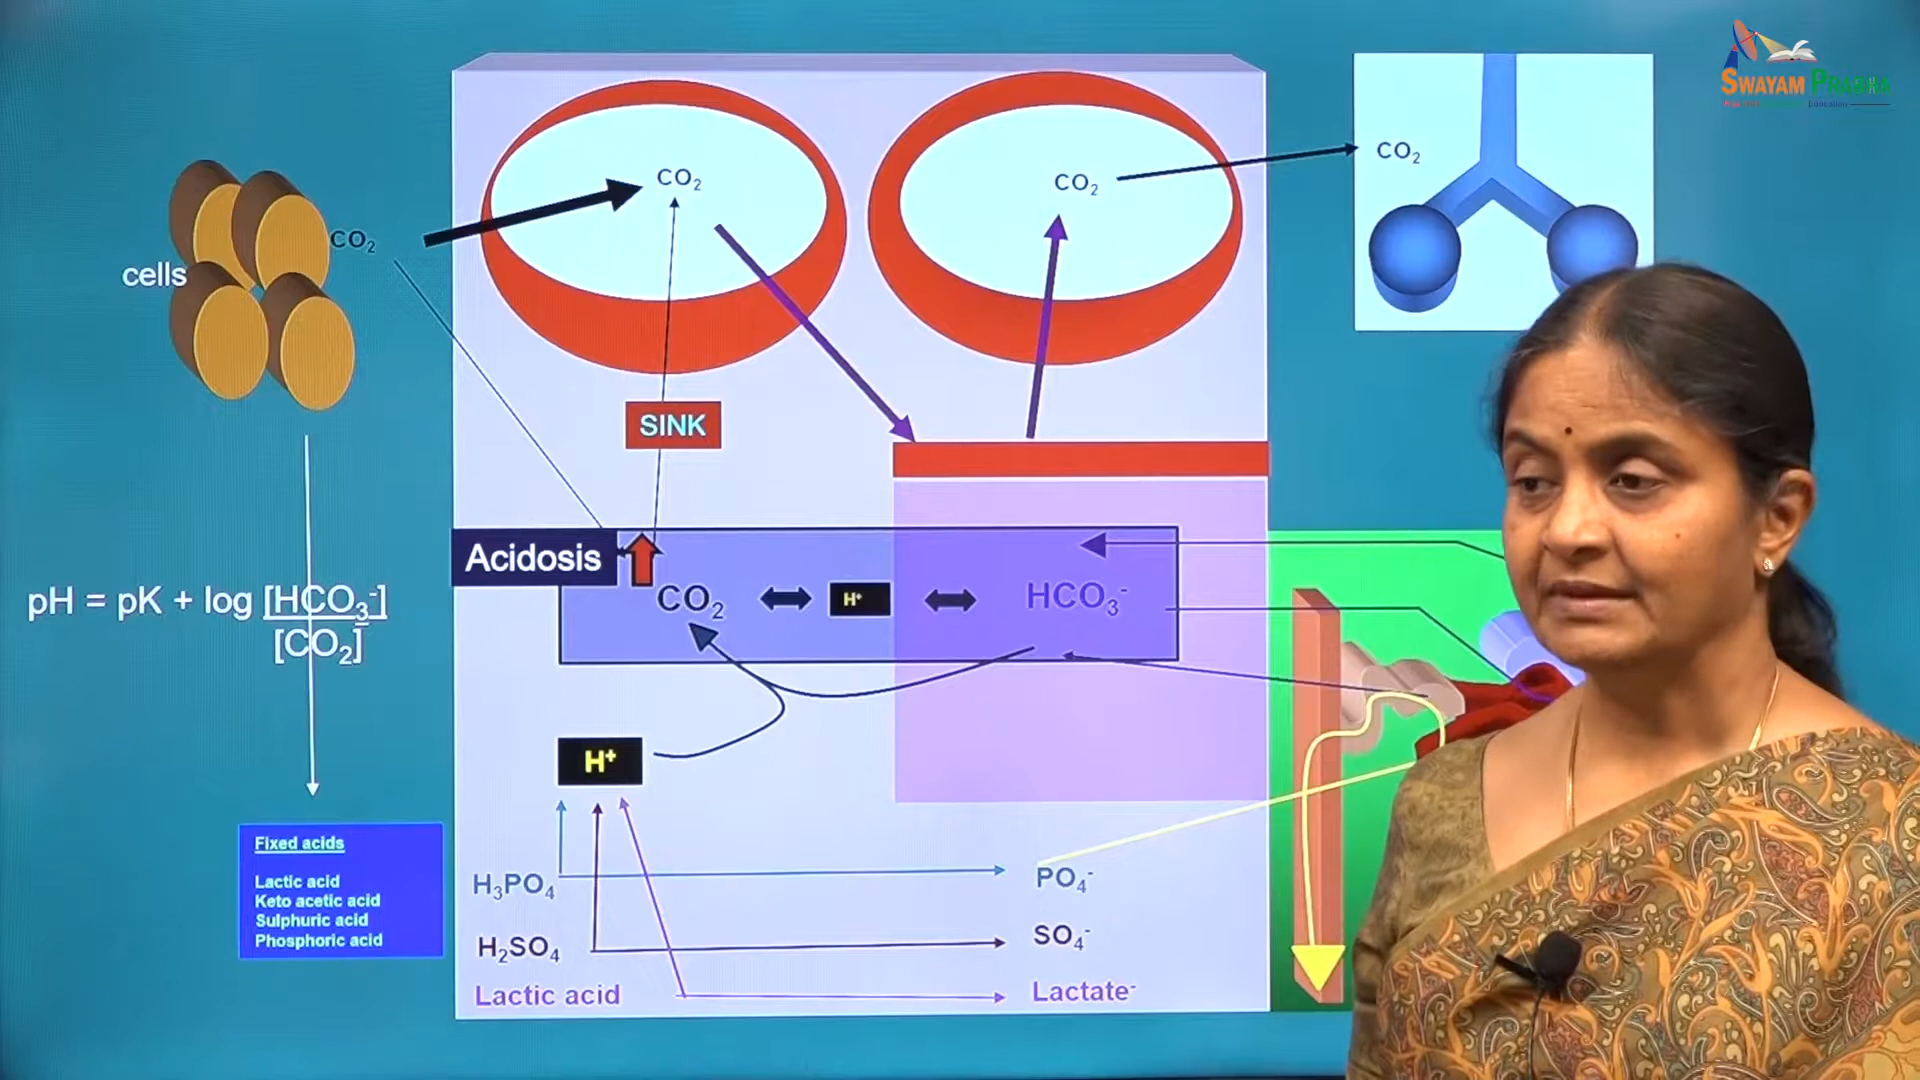 SWAYAM PRABHA
CO₂
CO₂
CO₂
CO₂
cells
SINK
Acidosis
pH = pK + log [HCO₃⁻]
[CO₂]
CO₂
H⁺
HCO₃⁻
H⁺
Fixed acids
Lactic acid
Keto acetic acid
Sulphuric acid
Phosphoric acid
H₃PO₄
PO₄⁻
H₂SO₄
SO₄⁻
Lactic acid
Lactate⁻